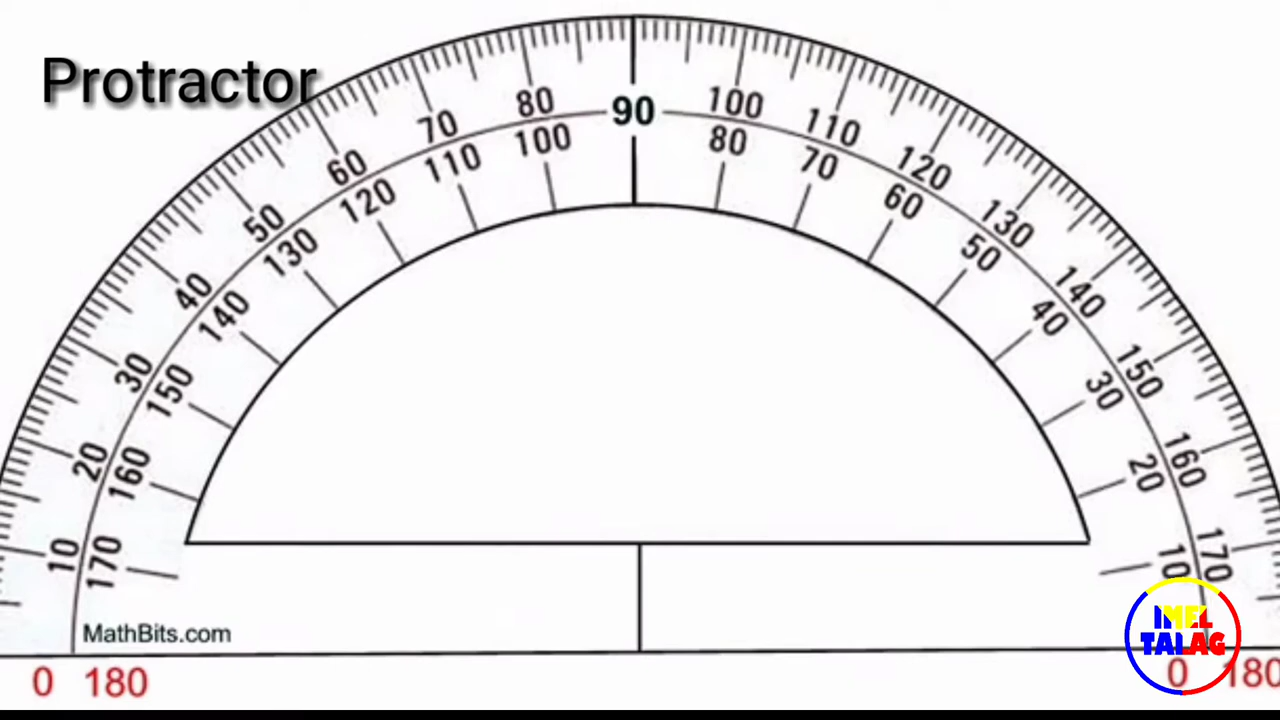 Protractor
80 90 100
70 100 80 110
60 110 70 120
50 120 60 130
40 130 50 140
30 140 40 150
20 150 30 160
10 160 20 170
170 10
MathBits.com
IMEL
TALAG
0 180 0 180